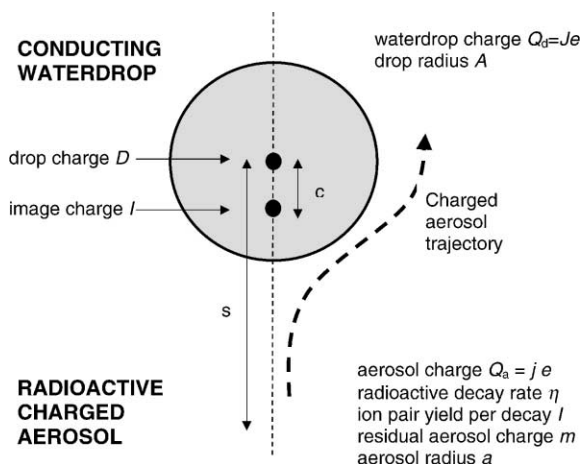 CONDUCTING
WATERDROP
waterdrop charge Qd=Je
drop radius A
drop charge D
image charge I
c
s
Charged
aerosol
trajectory
RADIOACTIVE
CHARGED
AEROSOL
aerosol charge Qa = j e
radioactive decay rate η
ion pair yield per decay I
residual aerosol charge m
aerosol radius a